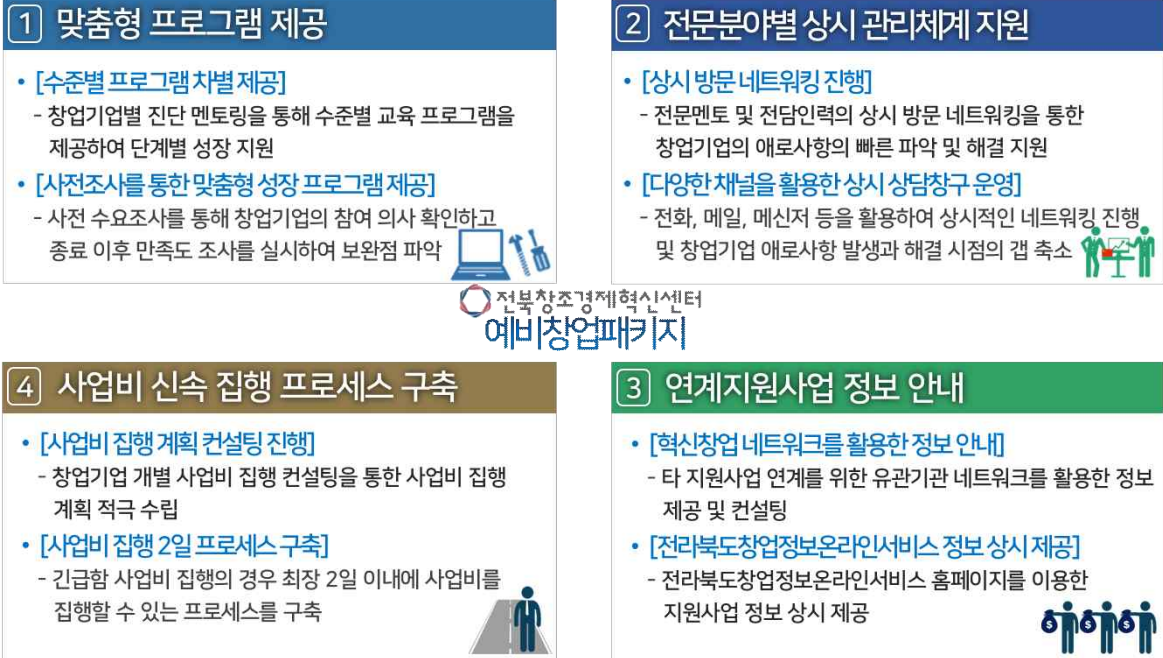 1 맞춤형 프로그램 제공
• [수준별 프로그램 차별 제공]
- 창업기업별 진단 멘토링을 통해 수준별 교육 프로그램을
제공하여 단계별 성장 지원
• [사전조사를 통한 맞춤형 성장 프로그램 제공]
- 사전 수요조사를 통해 창업기업의 참여 의사 확인하고
종료 이후 만족도 조사를 실시하여 보완점 파악
2 전문분야별 상시 관리체계 지원
• [상시 방문 네트워킹 진행]
- 전문멘토 및 전담인력의 상시 방문 네트워킹을 통한
창업기업의 애로사항의 빠른 파악 및 해결 지원
• [다양한 채널을 활용한 상시 상담창구 운영]
- 전화, 메일, 메신저 등을 활용하여 상시적인 네트워킹 진행
및 창업기업 애로사항 발생과 해결 시점의 갭 축소
전북창조경제혁신센터
예비창업패키지
4 사업비 신속 집행 프로세스 구축
• [사업비 집행 계획 컨설팅 진행]
- 창업기업 개별 사업비 집행 컨설팅을 통한 사업비 집행
계획 적극 수립
• [사업비 집행 2일 프로세스 구축]
- 긴급함 사업비 집행의 경우 최장 2일 이내에 사업비를
집행할 수 있는 프로세스를 구축
3 연계지원사업 정보 안내
• [혁신창업 네트워크를 활용한 정보 안내]
- 타 지원사업 연계를 위한 유관기관 네트워크를 활용한 정보
제공 및 컨설팅
• [전라북도창업정보온라인서비스 정보 상시 제공]
- 전라북도창업정보온라인서비스 홈페이지를 이용한
지원사업 정보 상시 제공
$ $ $